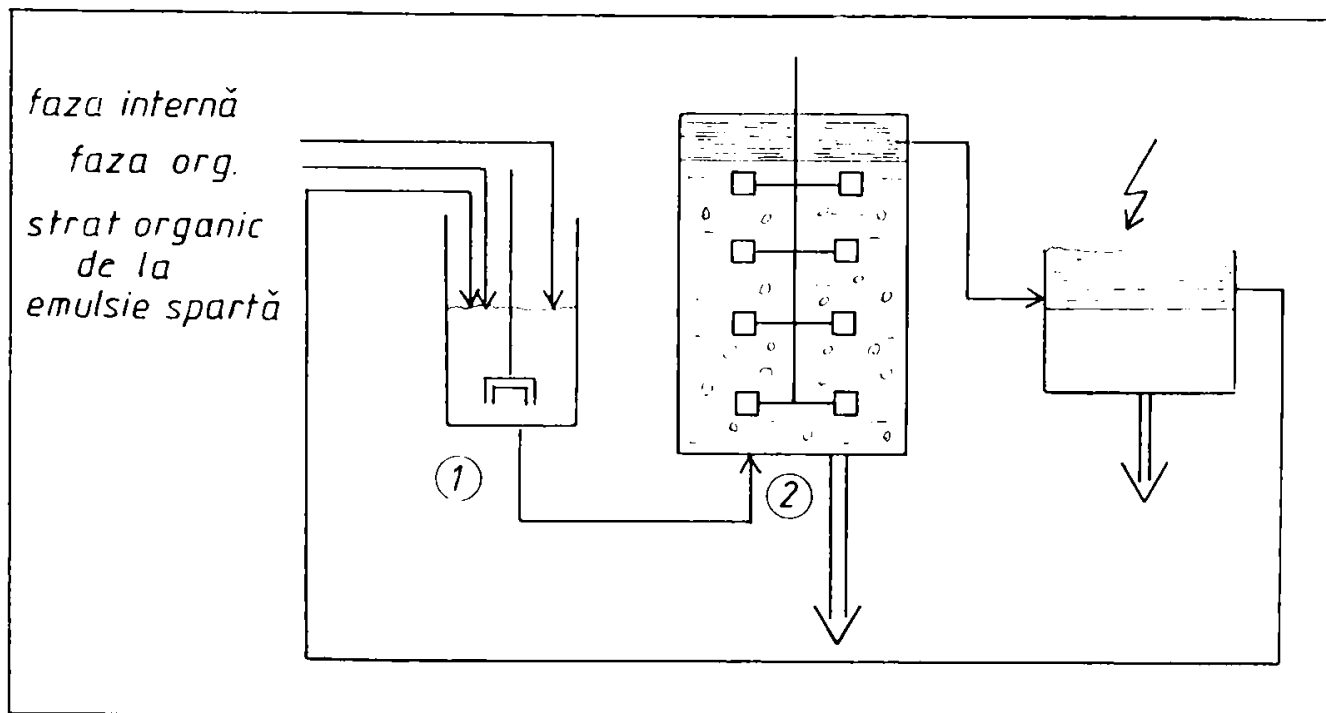 faza internă
faza org.
strat organic
de la
emulsie spartă
1
2